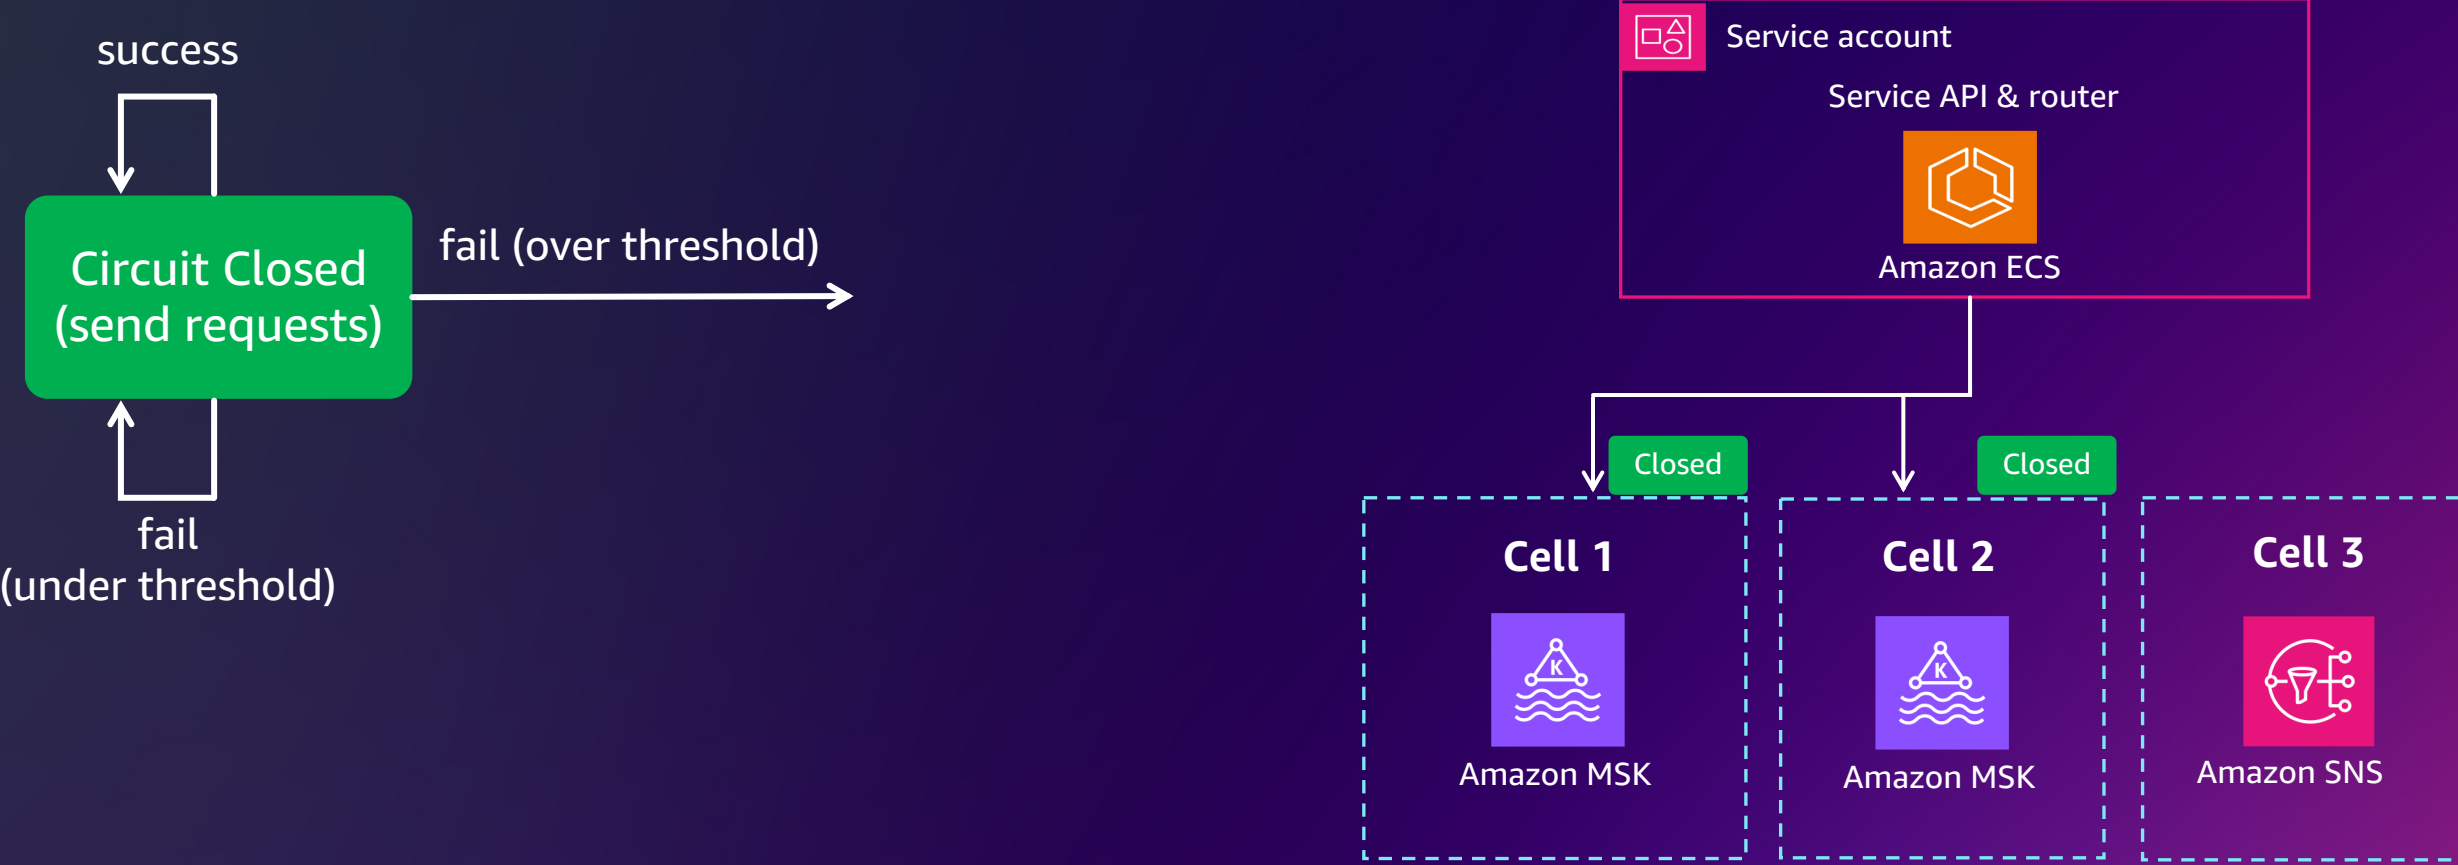 success
Circuit Closed
(send requests)
fail (over threshold)
fail
(under threshold)
Service account
Service API & router
Amazon ECS
Closed
Closed
Cell 1
Cell 2
Cell 3
K
K
Amazon MSK
Amazon MSK
Amazon SNS